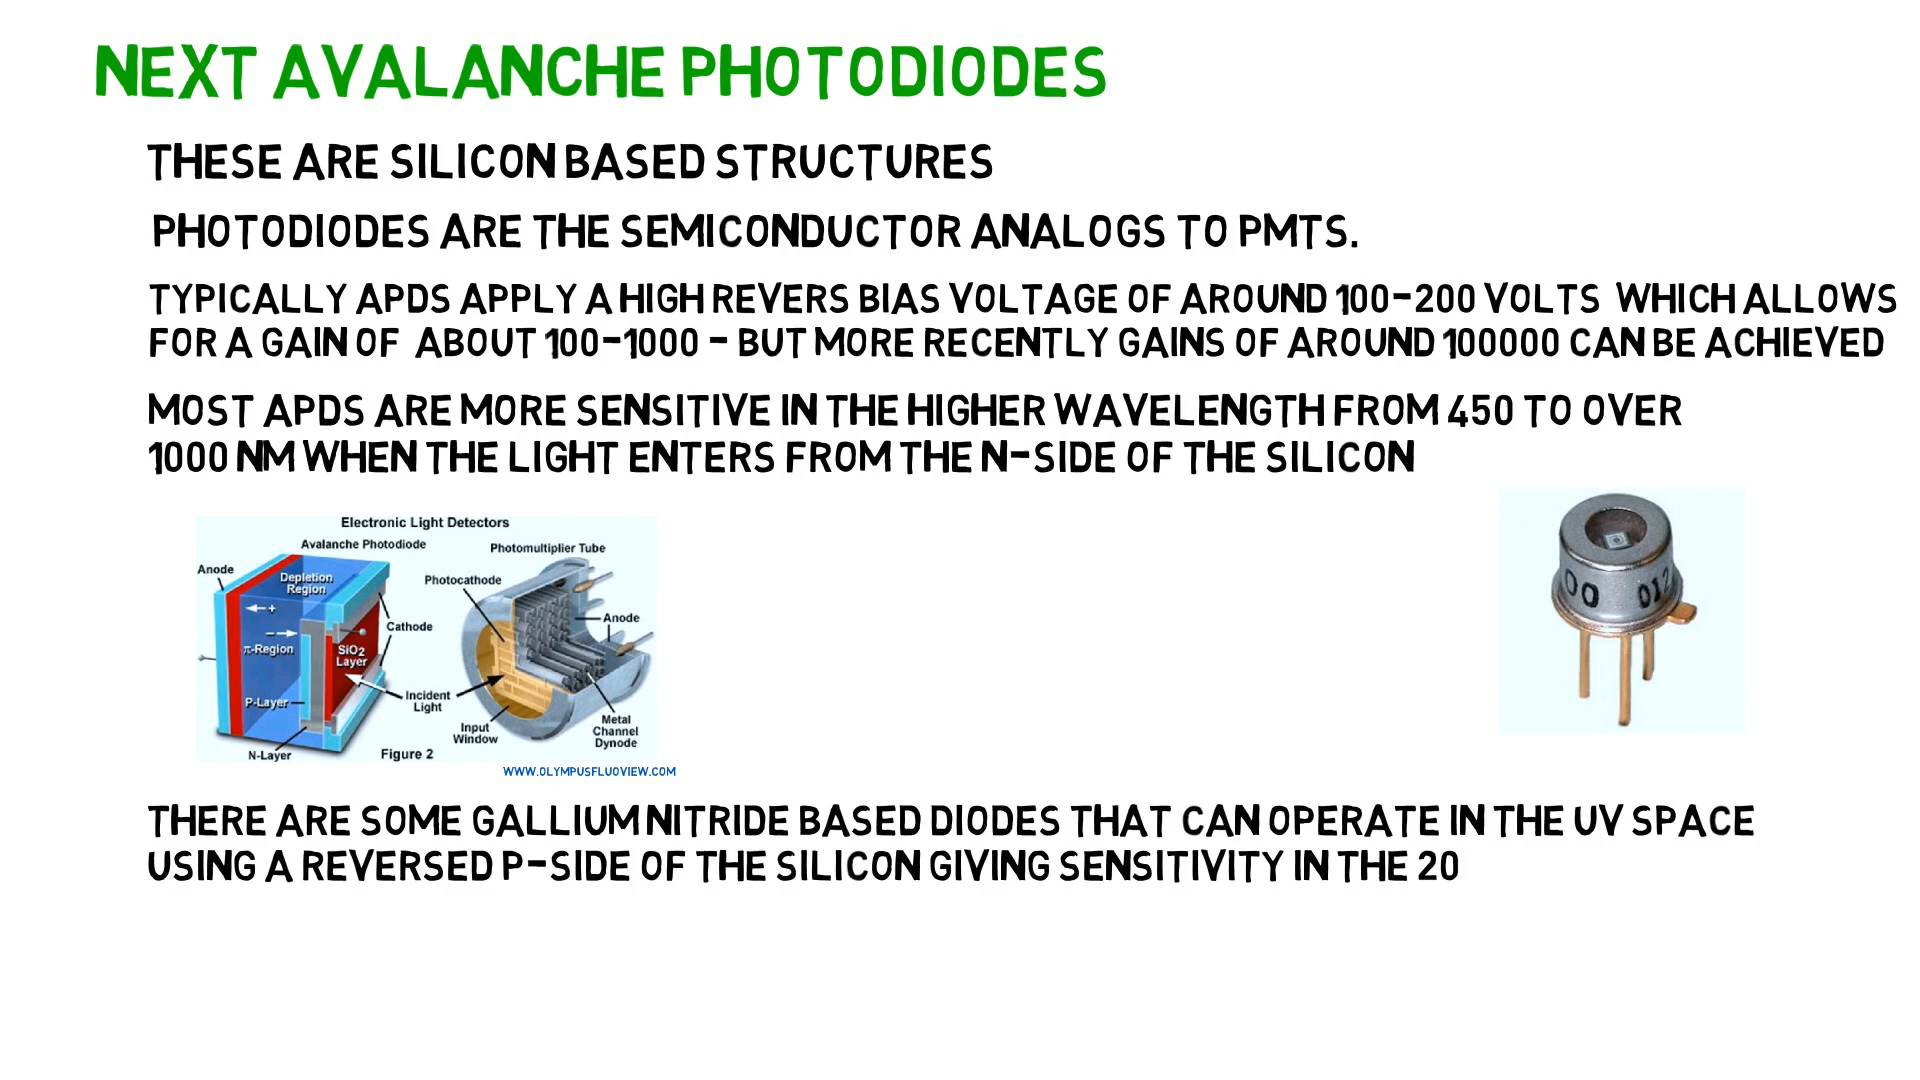 NEXT AVALANCHE PHOTODIODES
THESE ARE SILICON BASED STRUCTURES
PHOTODIODES ARE THE SEMICONDUCTOR ANALOGS TO PMTS.
TYPICALLY APDS APPLY A HIGH REVERS BIAS VOLTAGE OF AROUND 100-200 VOLTS WHICH ALLOWS
FOR A GAIN OF ABOUT 100-1000 - BUT MORE RECENTLY GAINS OF AROUND 100000 CAN BE ACHIEVED
MOST APDS ARE MORE SENSITIVE IN THE HIGHER WAVELENGTH FROM 450 TO OVER
1000 NM WHEN THE LIGHT ENTERS FROM THE N-SIDE OF THE SILICON
Electronic Light Detectors
Avalanche Photodiode
Photomultiplier Tube
Anode
Depletion
Region
Photocathode
+
Anode
Cathode
−
π-Region
SiO2
Layer
P-Layer
Incident
Light
Input
Window
Metal
Channel
Dynode
N-Layer
Figure 2
WWW.OLYMPUSFLUOVIEW.COM
00 012
THERE ARE SOME GALLIUM NITRIDE BASED DIODES THAT CAN OPERATE IN THE UV SPACE
USING A REVERSED P-SIDE OF THE SILICON GIVING SENSITIVITY IN THE 20